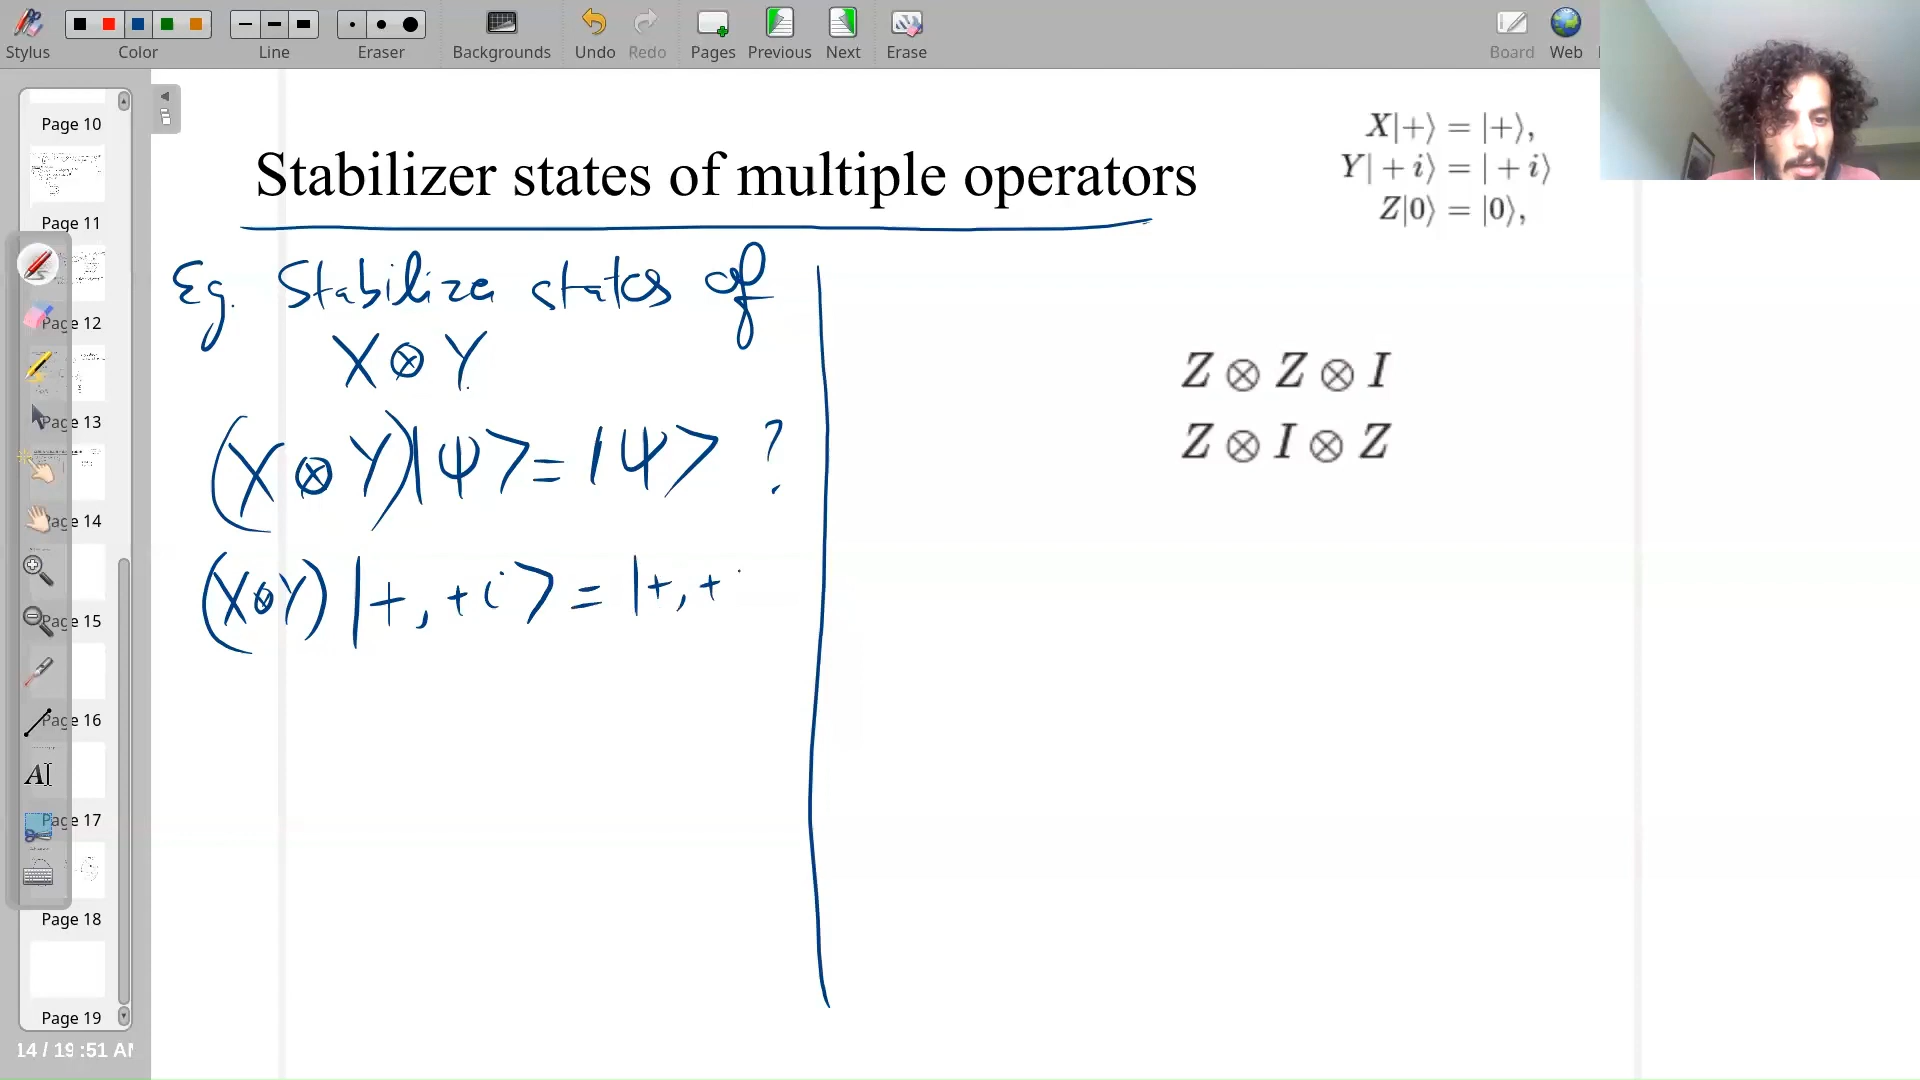 Stylus
Color
Line
Eraser
Backgrounds
Undo
Redo
Pages
Previous
Next
Erase
Board
Web
Page 10
Page 11
Page 12
Page 13
Page 14
Page 15
Page 16
Page 17
Page 18
Page 19
Stabilizer states of multiple operators
X|+⟩ = |+⟩,
Y| + i⟩ = | + i⟩
Z|0⟩ = |0⟩,
Eg. Stabilize states of
X ⊗ Y
(X ⊗ Y)|Ψ> = |Ψ> ?
(X⊗Y) |+, +i> = |+, +
Z ⊗ Z ⊗ I
Z ⊗ I ⊗ Z
14 / 19